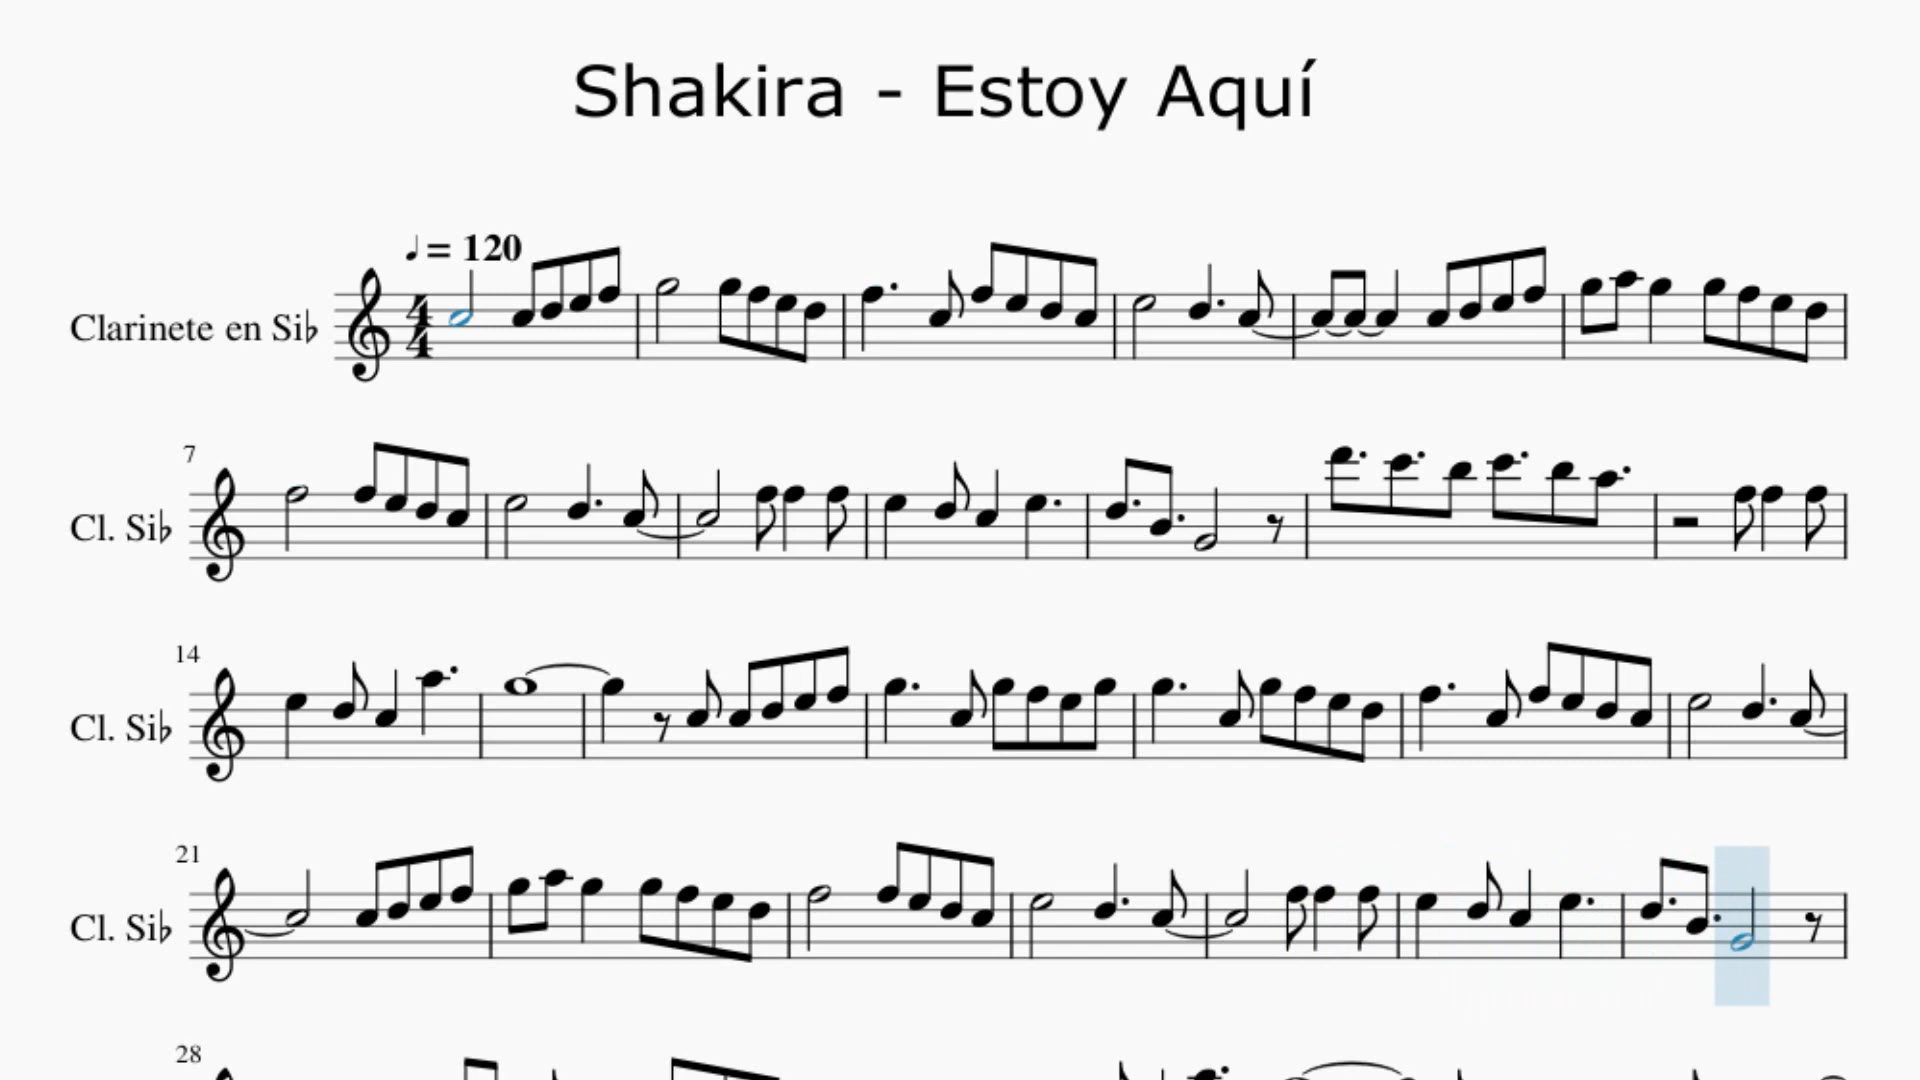 Shakira - Estoy Aquí
♩ = 120
Clarinete en Si♭
4
4
7
Cl. Si♭
14
Cl. Si♭
21
Cl. Si♭
28